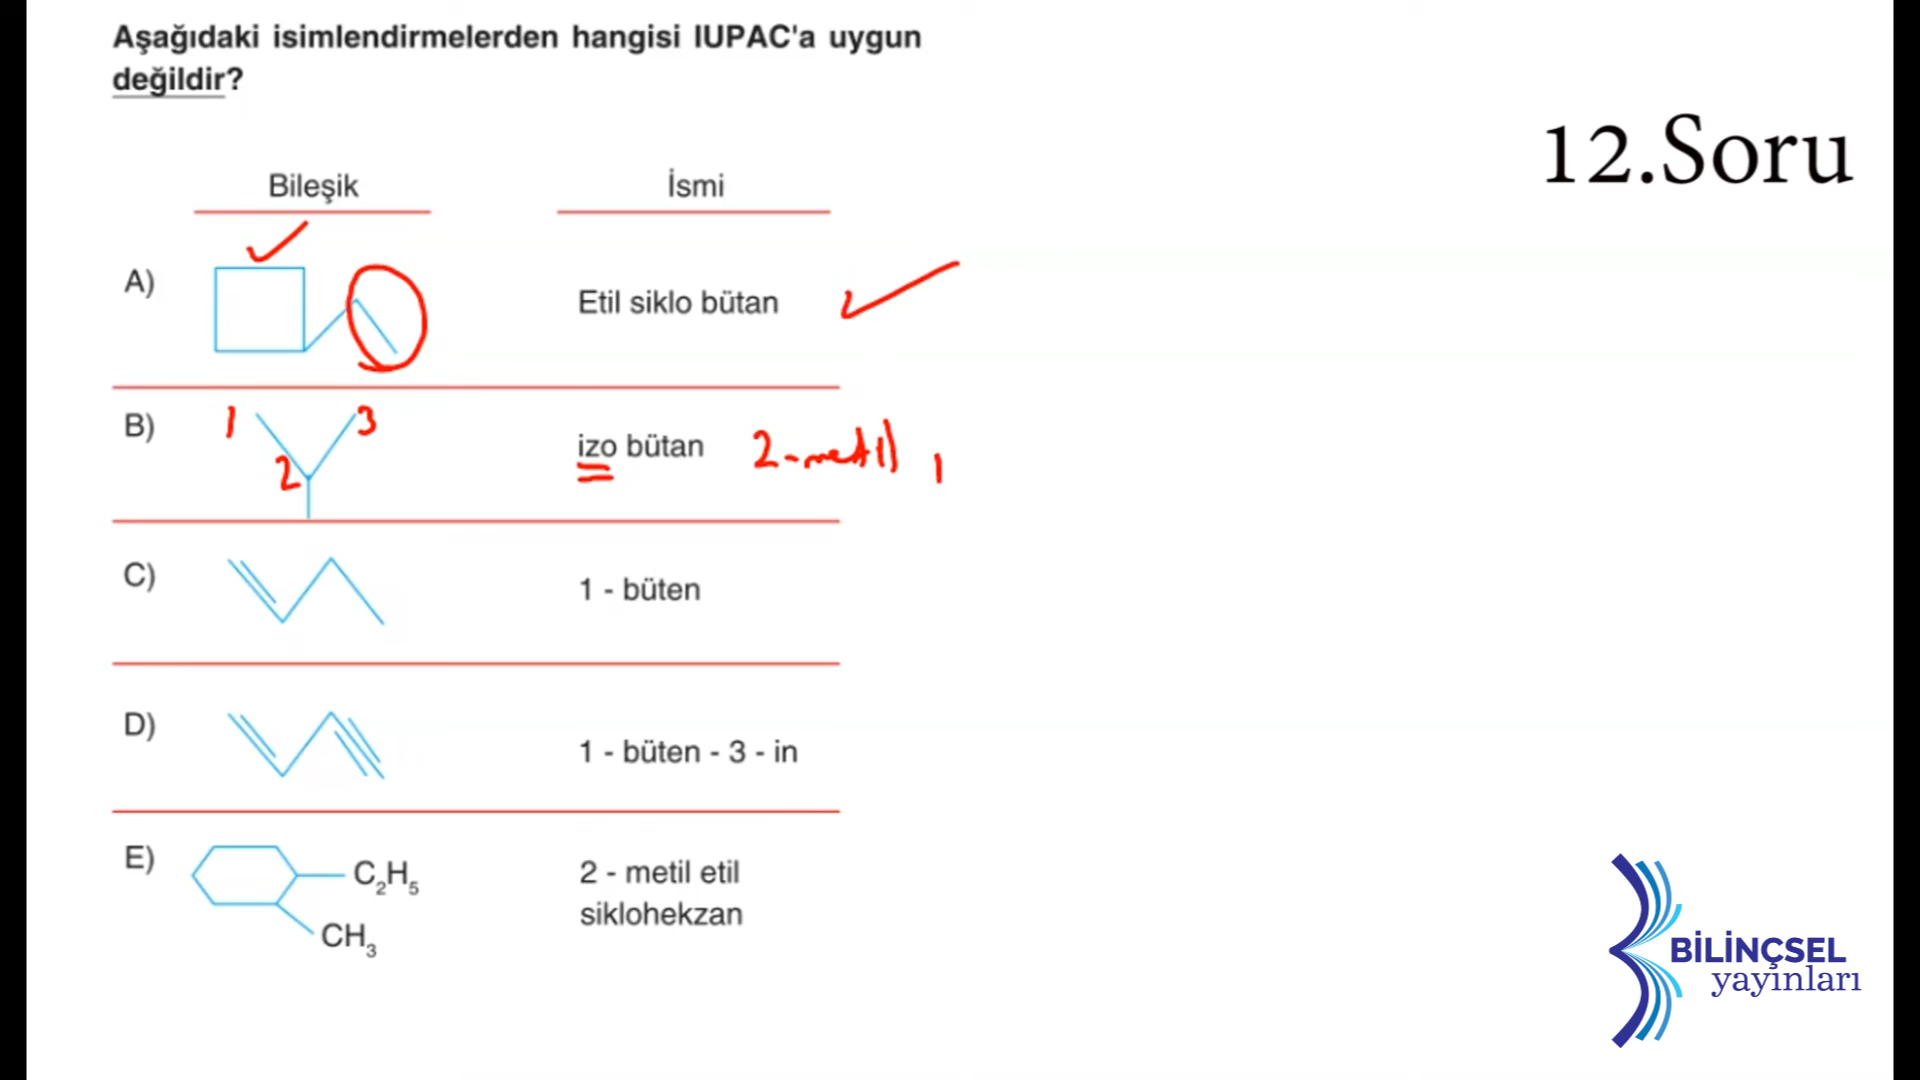 Aşağıdaki isimlendirmelerden hangisi IUPAC'a uygun
değildir?
12.Soru
Bileşik İsmi
A) Etil siklo bütan
1 3
B) izo bütan 2-metil 1
2
C) 1 - büten
D) 1 - büten - 3 - in
E) C₂H₅ 2 - metil etil
siklohekzan
CH₃
BİLİNÇSEL
yayınları